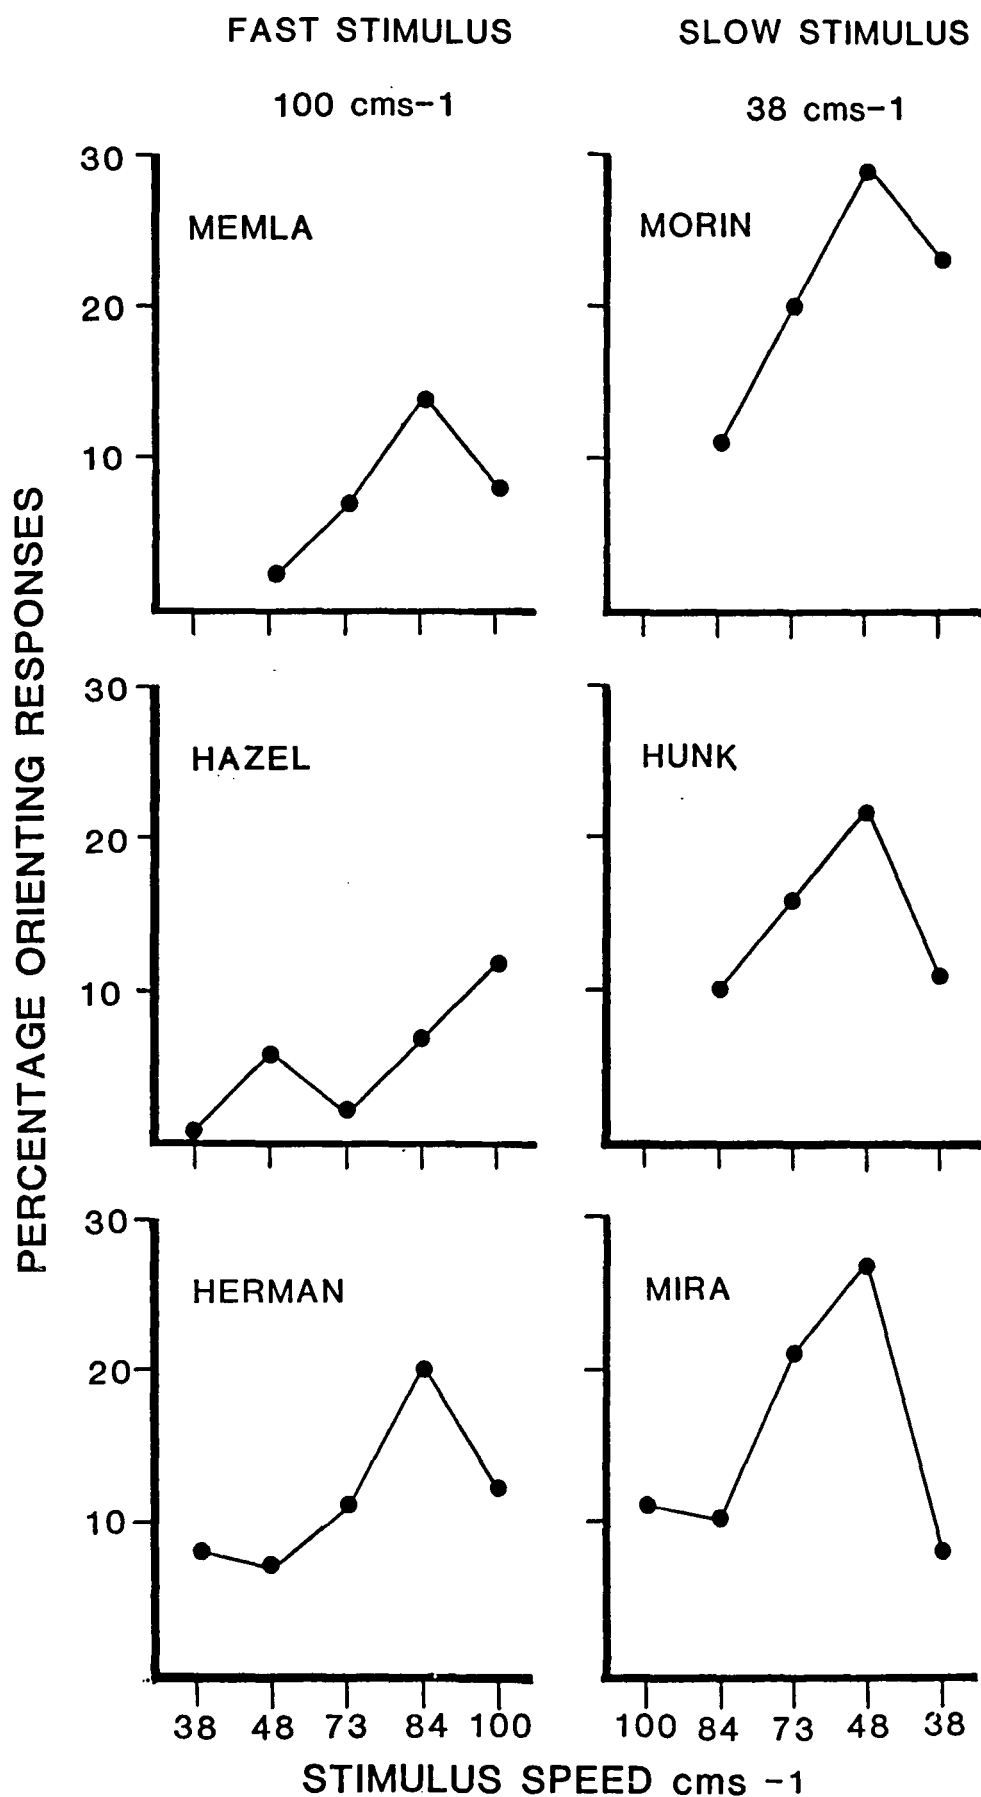 FAST STIMULUS
SLOW STIMULUS
100 cms-1
38 cms-1
30
MEMLA
MORIN
20
10
PERCENTAGE ORIENTING RESPONSES
30
HAZEL
HUNK
20
10
30
HERMAN
MIRA
20
10
38 48 73 84 100
100 84 73 48 38
STIMULUS SPEED cms -1